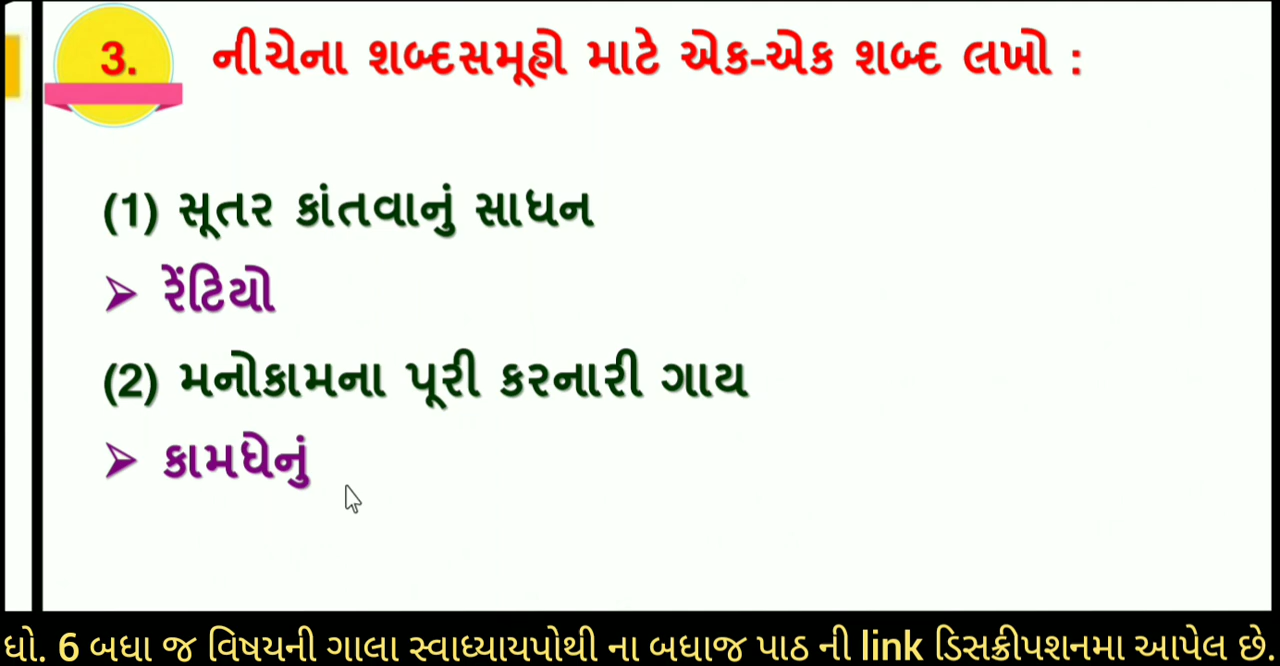 3. નીચેના શબ્દસમૂહો માટે એક-એક શબ્દ લખો :
(1) સૂતર કાંતવાનું સાધન
➢ રેંટિયો
(2) મનોકામના પૂરી કરનારી ગાય
➢ કામધેનું
ધો. 6 બધા જ વિષયની ગાલા સ્વાધ્યાયપોથી ના બધાજ પાઠ ની link ડિસક્રીપશનમા આપેલ છે.